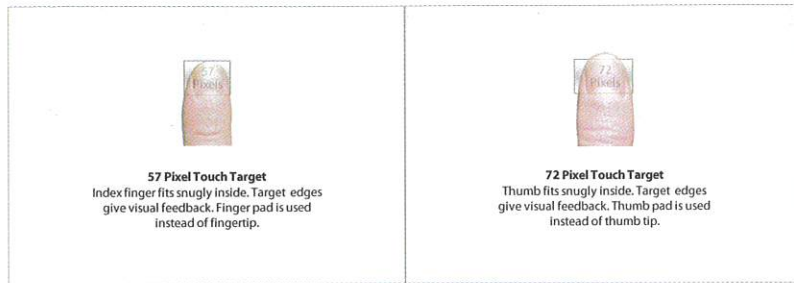 57
Pixels
57 Pixel Touch Target
Index finger fits snugly inside. Target edges
give visual feedback. Finger pad is used
instead of fingertip.
72
Pixels
72 Pixel Touch Target
Thumb fits snugly inside. Target edges
give visual feedback. Thumb pad is used
instead of thumb tip.